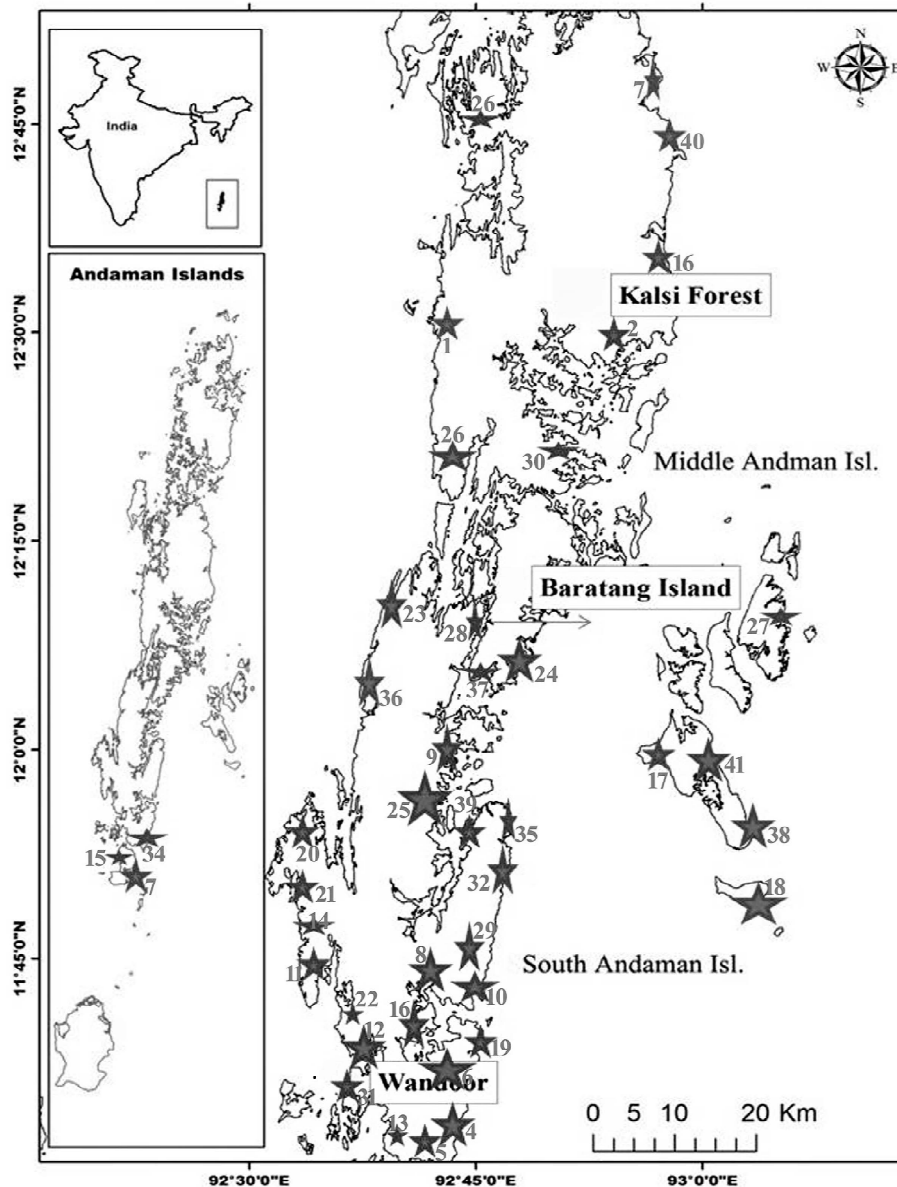 India
Andaman Islands
15
34
7
N
W
E
S
12°45'0"N
12°30'0"N
12°15'0"N
12°0'0"N
11°45'0"N
26
7
40
16
Kalsi Forest
2
1
26
30
Middle Andman Isl.
Baratang Island
23
28
27
37
24
36
9
17
41
25
39
35
38
20
32
21
18
14
29
8
South Andaman Isl.
11
10
22
16
12
19
Wandoor
6
31
0 5 10 20 Km
13
4
5
92°30'0"E
92°45'0"E
93°0'0"E